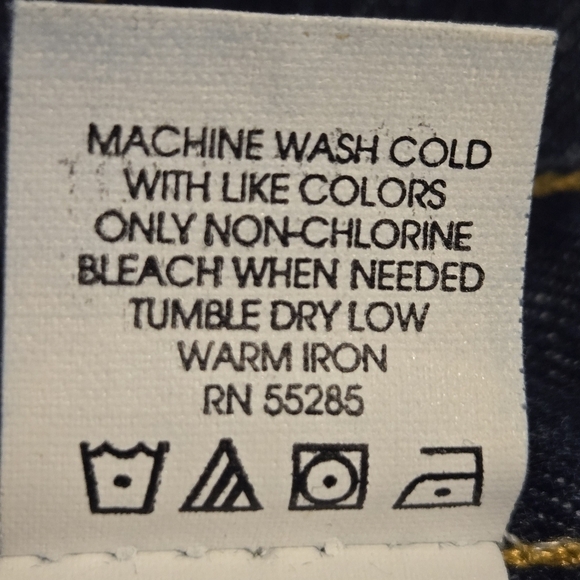 MACHINE WASH COLD
WITH LIKE COLORS
ONLY NON-CHLORINE
BLEACH WHEN NEEDED
TUMBLE DRY LOW
WARM IRON
RN 55285